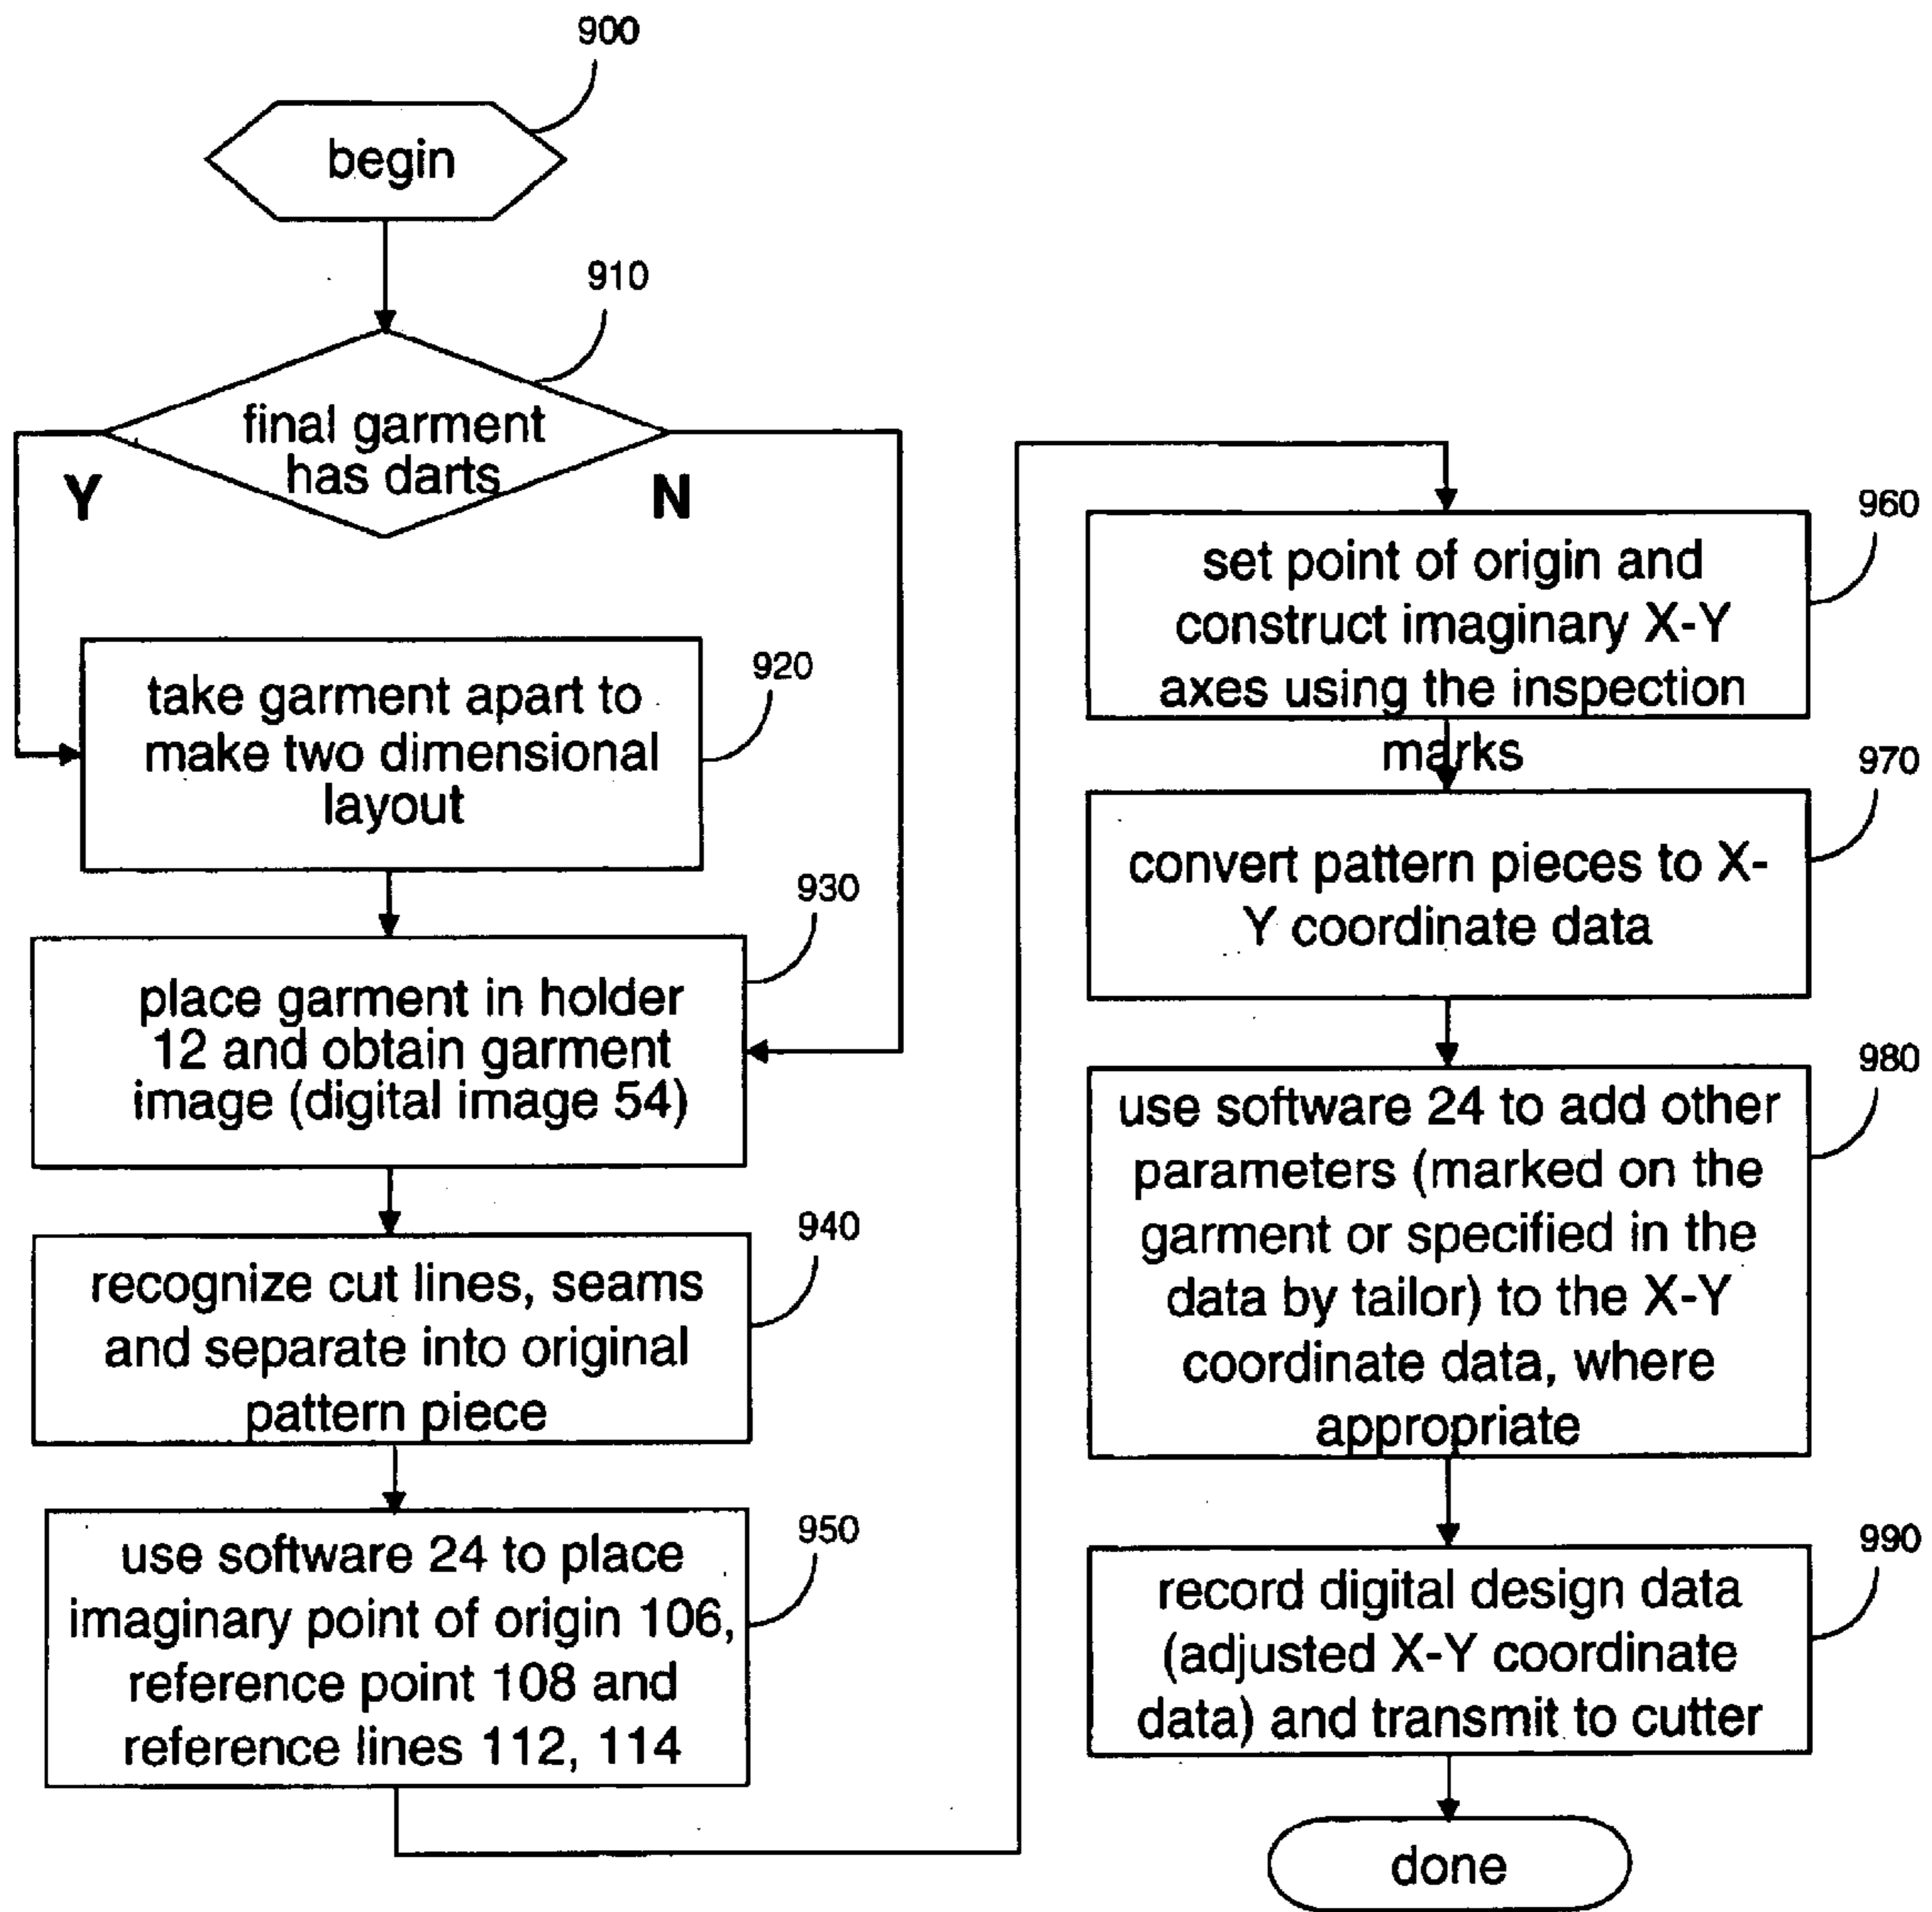 900
begin
910
final garment
has darts
Y
N
920
take garment apart to
make two dimensional
layout
930
place garment in holder
12 and obtain garment
image (digital image 54)
940
recognize cut lines, seams
and separate into original
pattern piece
950
use software 24 to place
imaginary point of origin 106,
reference point 108 and
reference lines 112, 114
960
set point of origin and
construct imaginary X-Y
axes using the inspection
marks
970
convert pattern pieces to X-
Y coordinate data
980
use software 24 to add other
parameters (marked on the
garment or specified in the
data by tailor) to the X-Y
coordinate data, where
appropriate
990
record digital design data
(adjusted X-Y coordinate
data) and transmit to cutter
done